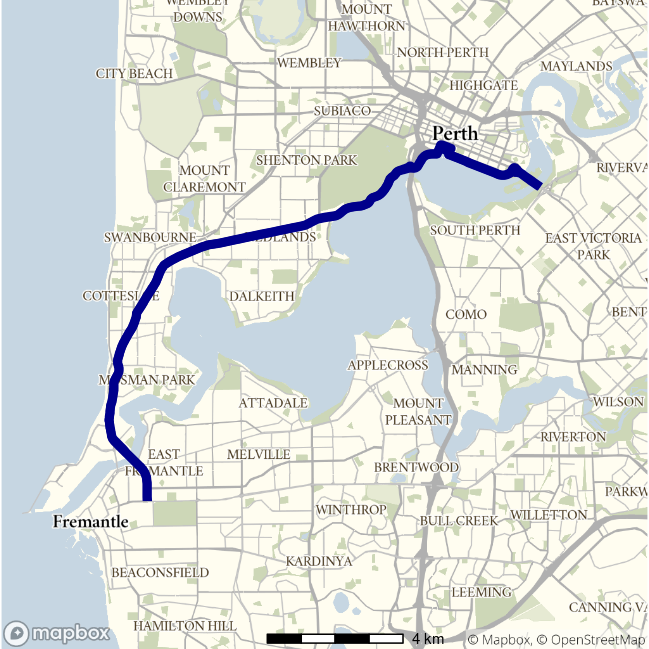 WEMBLEY
DOWNS
MOUNT
HAWTHORN
BAYSWA
NORTH PERTH
WEMBLEY
CITY BEACH
MAYLANDS
HIGHGATE
SUBIACO
Perth
SHENTON PARK
RIVERVA
MOUNT
CLAREMONT
SOUTH PERTH
SWANBOURNE
EDLANDS
EAST VICTORIA
PARK
COTTESLOE
DALKEITH
BENT
COMO
APPLECROSS
MANNING
MOSMAN PARK
ATTADALE
MOUNT
PLEASANT
WILSON
RIVERTON
EAST
FREMANTLE
MELVILLE
BRENTWOOD
PARKW
WINTHROP
WILLETTON
Fremantle
BULL CREEK
KARDINYA
BEACONSFIELD
LEEMING
CANNING VA
HAMILTON HILL
mapbox
4 km
© Mapbox, © OpenStreetMap